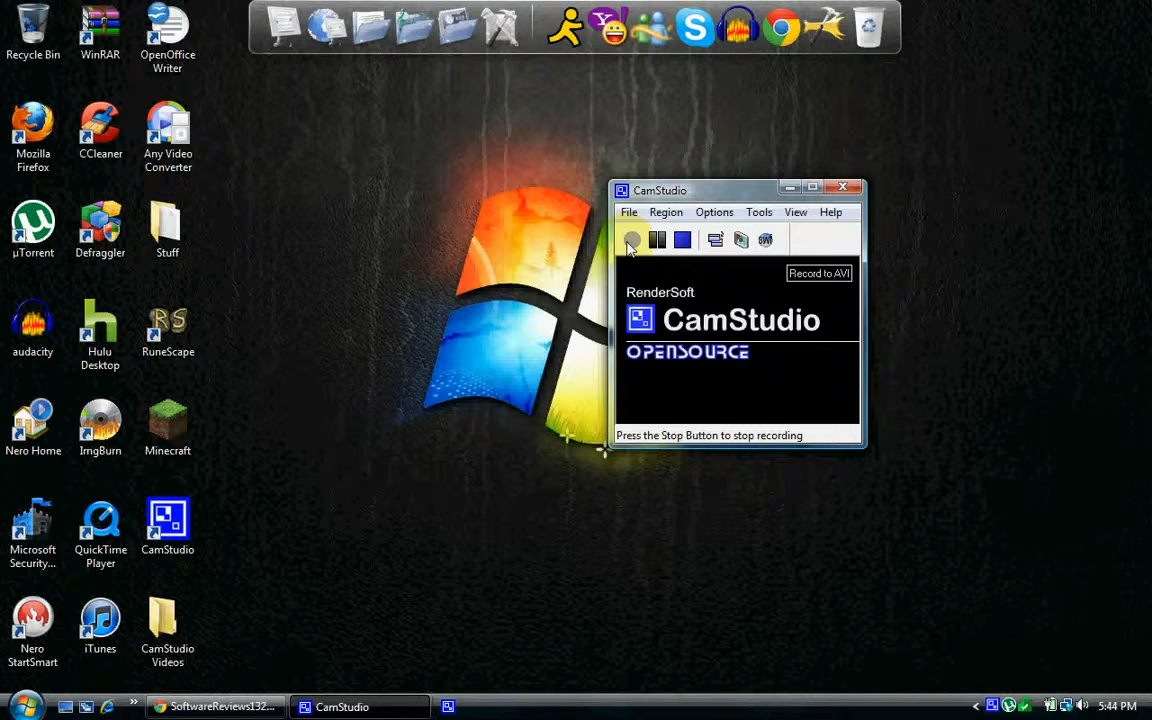 Recycle Bin
WinRAR
OpenOffice
Writer
Mozilla
Firefox
CCleaner
Any Video
Converter
µTorrent
Defraggler
Stuff
audacity
Hulu
Desktop
RuneScape
Nero Home
ImgBurn
Minecraft
Microsoft
Security...
QuickTime
Player
CamStudio
Nero
StartSmart
iTunes
CamStudio
Videos
CamStudio
File Region Options Tools View Help
Record to AVI
RenderSoft
CamStudio
OPENSOURCE
Press the Stop Button to stop recording
SoftwareReviews132...
CamStudio
5:44 PM